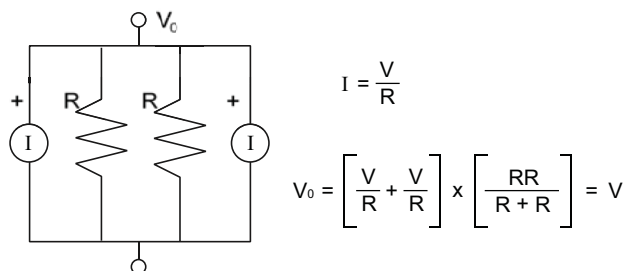 V₀
+ R R +
I I
I = V/R
V₀ = [V/R + V/R] x [RR/(R + R)] = V